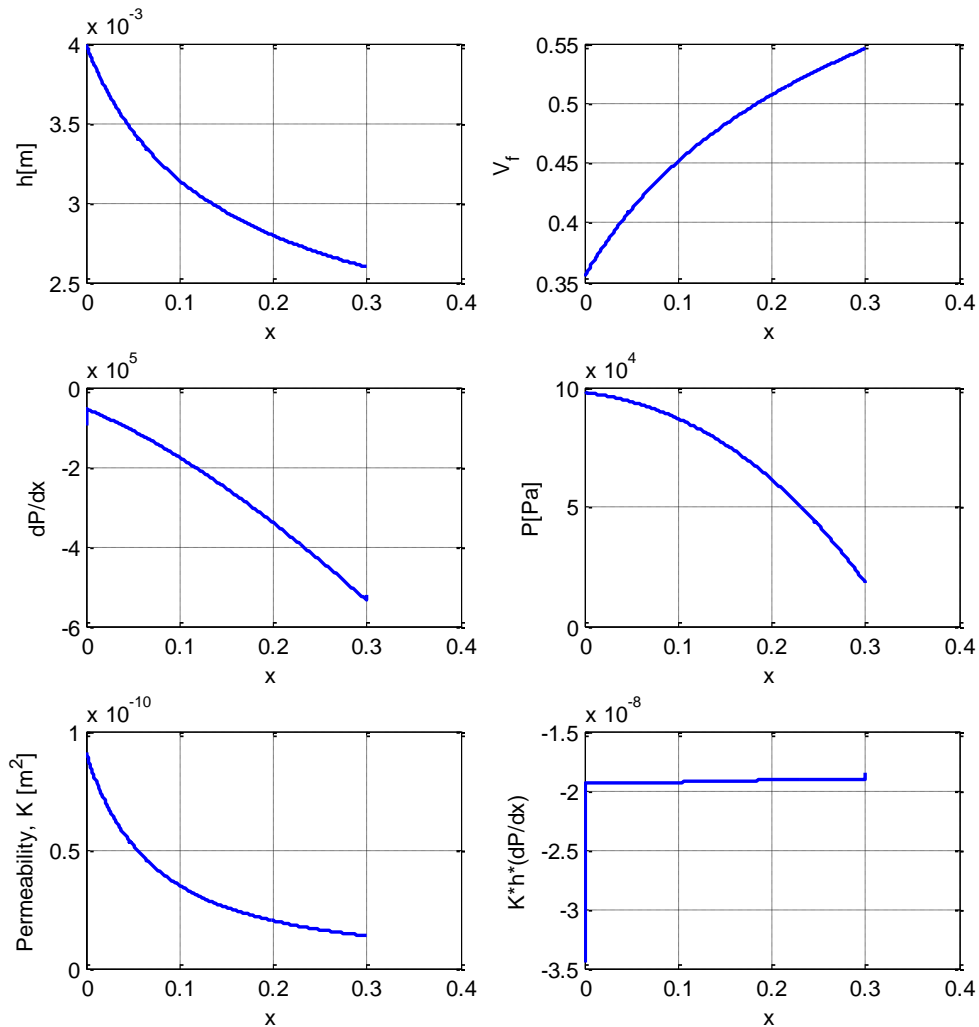 x 10^-3
4
3.5
3
2.5
h[m]
0 0.1 0.2 0.3 0.4
x
0.55
0.5
0.45
0.4
0.35
V_f
0 0.1 0.2 0.3 0.4
x
x 10^5
0
-2
-4
-6
dP/dx
0 0.1 0.2 0.3 0.4
x
x 10^4
10
5
0
P[Pa]
0 0.1 0.2 0.3 0.4
x
x 10^-10
1
0.5
0
Permeability, K [m^2]
0 0.1 0.2 0.3 0.4
x
x 10^-8
-1.5
-2
-2.5
-3
-3.5
K*h*(dP/dx)
0 0.1 0.2 0.3 0.4
x